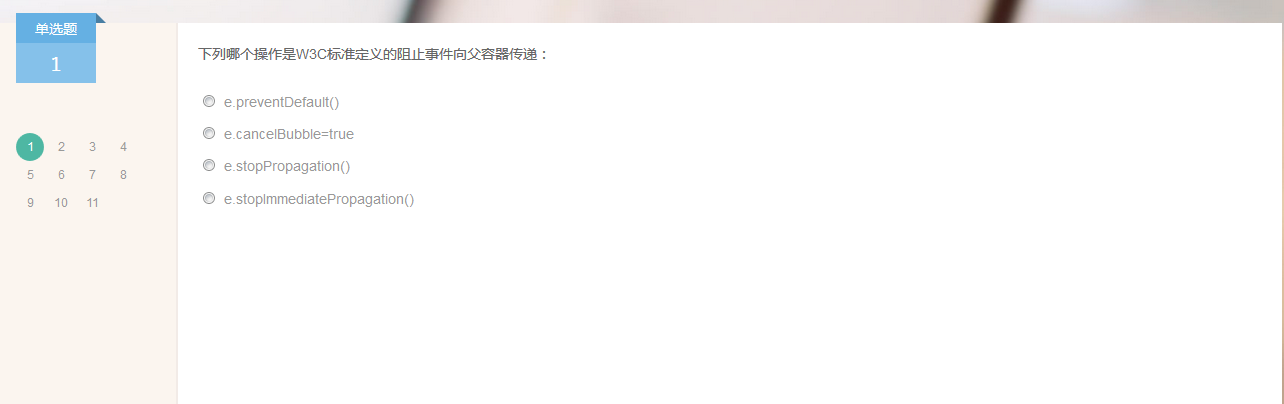 单选题
1
下列哪个操作是W3C标准定义的阻止事件向父容器传递：
e.preventDefault()
e.cancelBubble=true
e.stopPropagation()
e.stopImmediatePropagation()
1 2 3 4
5 6 7 8
9 10 11